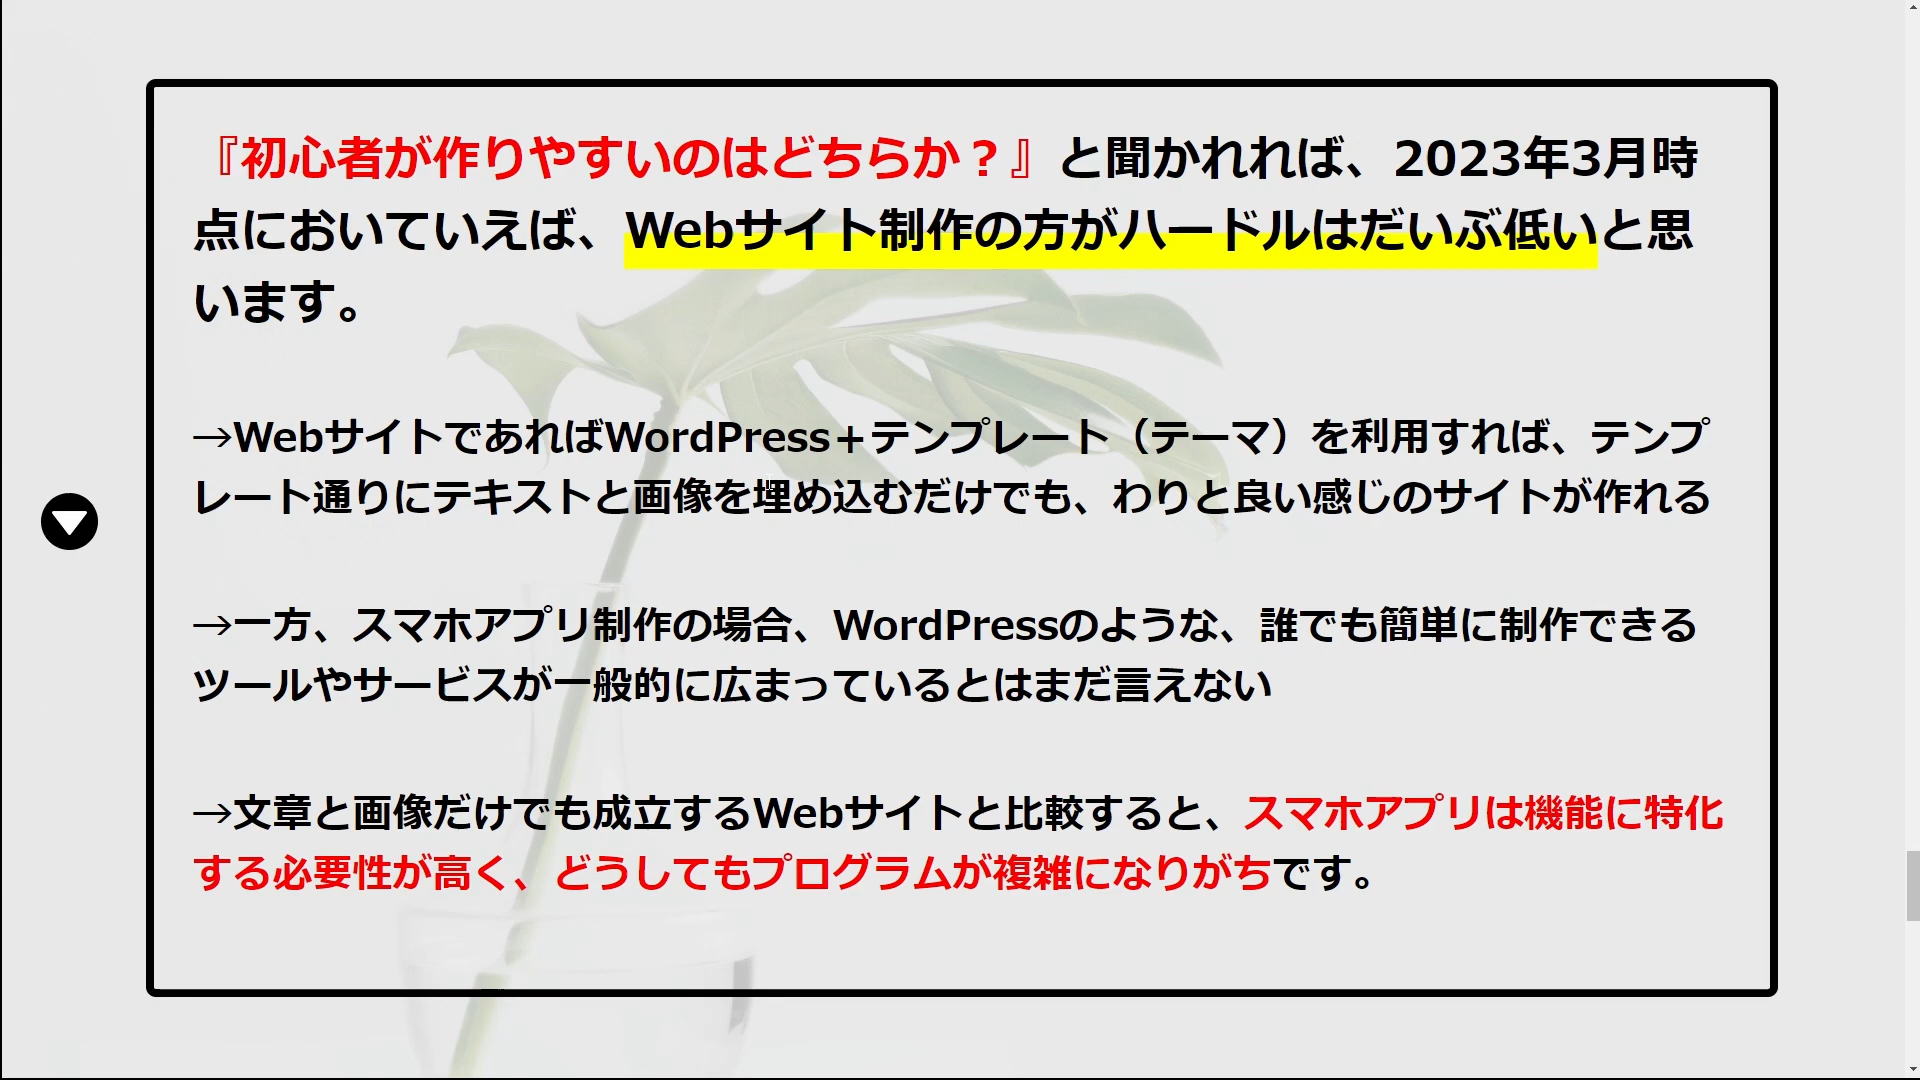 『初心者が作りやすいのはどちらか？』と聞かれれば、2023年3月時
点においていえば、Webサイト制作の方がハードルはだいぶ低いと思
います。
→WebサイトであればWordPress＋テンプレート（テーマ）を利用すれば、テンプ
レート通りにテキストと画像を埋め込むだけでも、わりと良い感じのサイトが作れる
→一方、スマホアプリ制作の場合、WordPressのような、誰でも簡単に制作できる
ツールやサービスが一般的に広まっているとはまだ言えない
→文章と画像だけでも成立するWebサイトと比較すると、スマホアプリは機能に特化
する必要性が高く、どうしてもプログラムが複雑になりがちです。